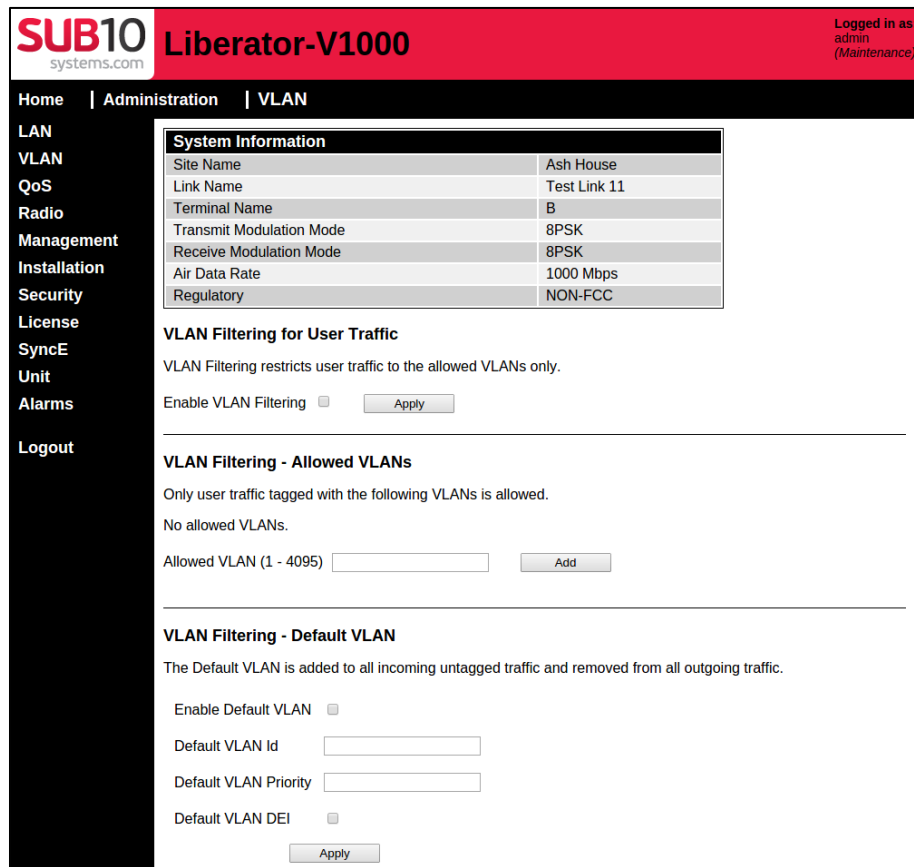 SUB10
systems.com
Liberator-V1000
Logged in as
admin
(Maintenance)
Home | Administration | VLAN
LAN
VLAN
QoS
Radio
Management
Installation
Security
License
SyncE
Unit
Alarms
Logout
System Information
Site Name Ash House
Link Name Test Link 11
Terminal Name B
Transmit Modulation Mode 8PSK
Receive Modulation Mode 8PSK
Air Data Rate 1000 Mbps
Regulatory NON-FCC
VLAN Filtering for User Traffic
VLAN Filtering restricts user traffic to the allowed VLANs only.
Enable VLAN Filtering Apply
VLAN Filtering - Allowed VLANs
Only user traffic tagged with the following VLANs is allowed.
No allowed VLANs.
Allowed VLAN (1 - 4095) Add
VLAN Filtering - Default VLAN
The Default VLAN is added to all incoming untagged traffic and removed from all outgoing traffic.
Enable Default VLAN
Default VLAN Id
Default VLAN Priority
Default VLAN DEI
Apply